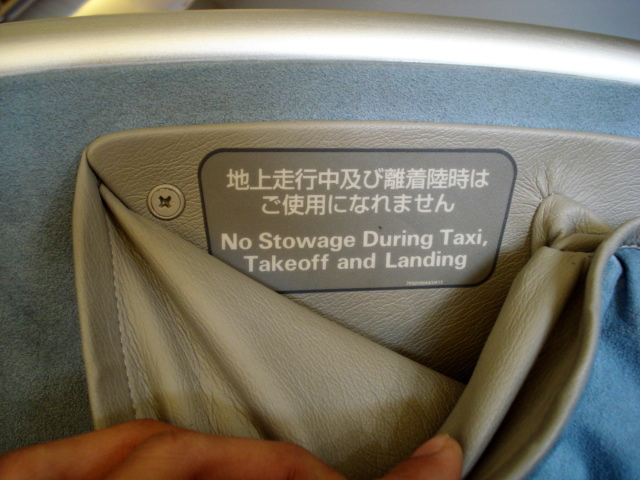 地上走行中及び離着陸時は
ご使用になれません
No Stowage During Taxi,
Takeoff and Landing